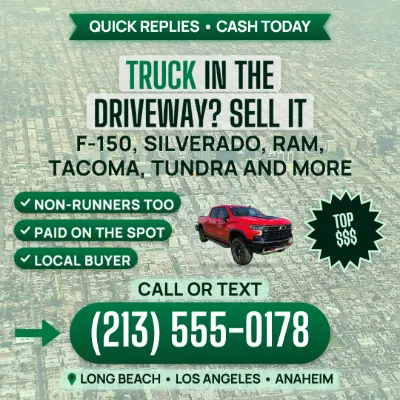 QUICK REPLIES • CASH TODAY
TRUCK IN THE
DRIVEWAY? SELL IT
F-150, SILVERADO, RAM,
TACOMA, TUNDRA AND MORE
✓ NON-RUNNERS TOO
✓ PAID ON THE SPOT
✓ LOCAL BUYER
TOP
$$$
CALL OR TEXT
(213) 555-0178
LONG BEACH • LOS ANGELES • ANAHEIM